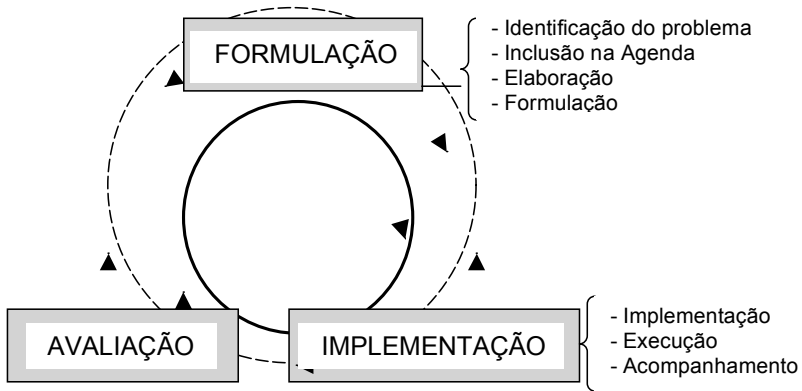 FORMULAÇÃO
- Identificação do problema
- Inclusão na Agenda
- Elaboração
- Formulação
AVALIAÇÃO
IMPLEMENTAÇÃO
- Implementação
- Execução
- Acompanhamento